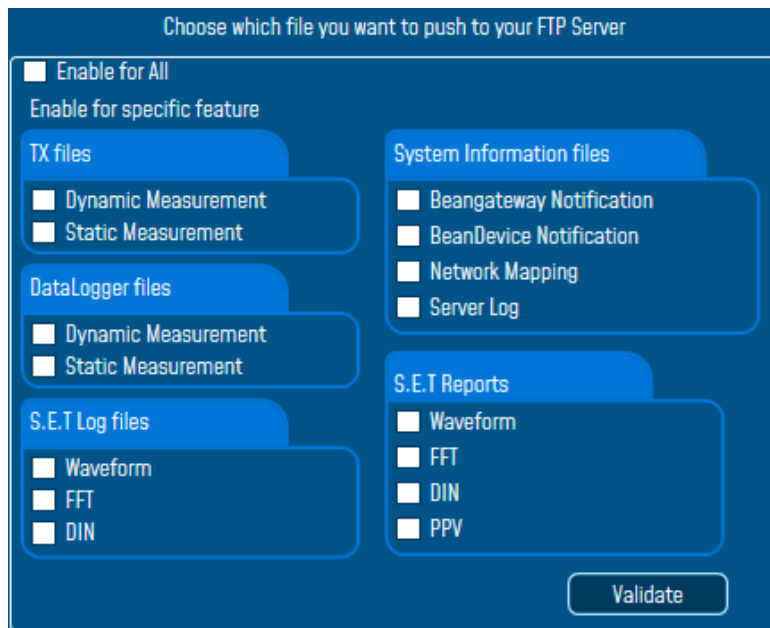 Choose which file you want to push to your FTP Server
Enable for All
Enable for specific feature
TX files
Dynamic Measurement
Static Measurement
DataLogger files
Dynamic Measurement
Static Measurement
S.E.T Log files
Waveform
FFT
DIN
System Information files
Beangateway Notification
BeanDevice Notification
Network Mapping
Server Log
S.E.T Reports
Waveform
FFT
DIN
PPV
Validate